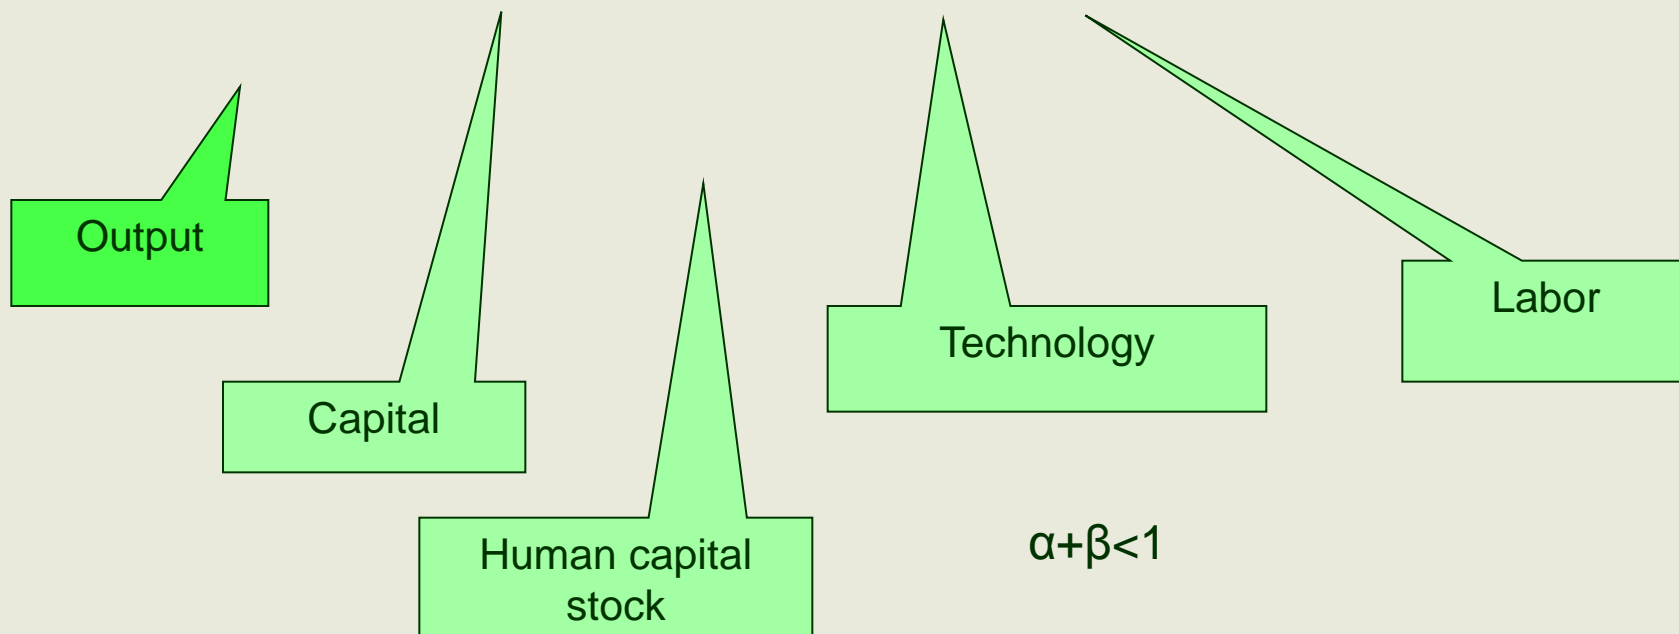 Output
Capital
Human capital
stock
Technology
Labor
α+β<1